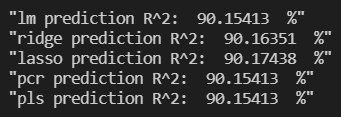 "lm prediction R^2:  90.15413  %"
"ridge prediction R^2:  90.16351  %"
"lasso prediction R^2:  90.17438  %"
"pcr prediction R^2:  90.15413  %"
"pls prediction R^2:  90.15413  %"